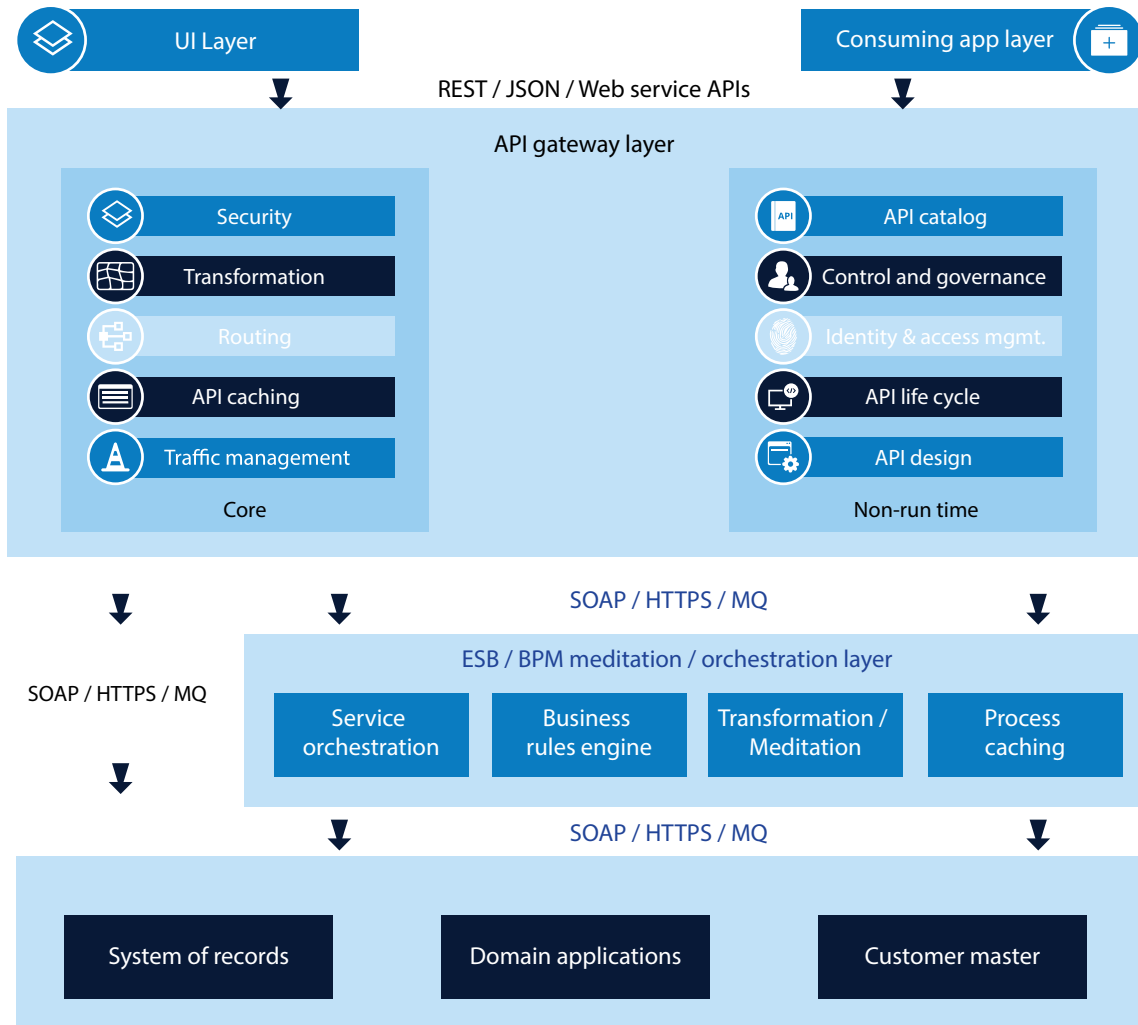 UI Layer
Consuming app layer
REST / JSON / Web service APIs
API gateway layer
Security
Transformation
Routing
API caching
Traffic management
Core
API
API catalog
Control and governance
Identity & access mgmt.
API life cycle
API design
Non-run time
SOAP / HTTPS / MQ
SOAP / HTTPS / MQ
ESB / BPM meditation / orchestration layer
Service
orchestration
Business
rules engine
Transformation /
Meditation
Process
caching
SOAP / HTTPS / MQ
System of records
Domain applications
Customer master